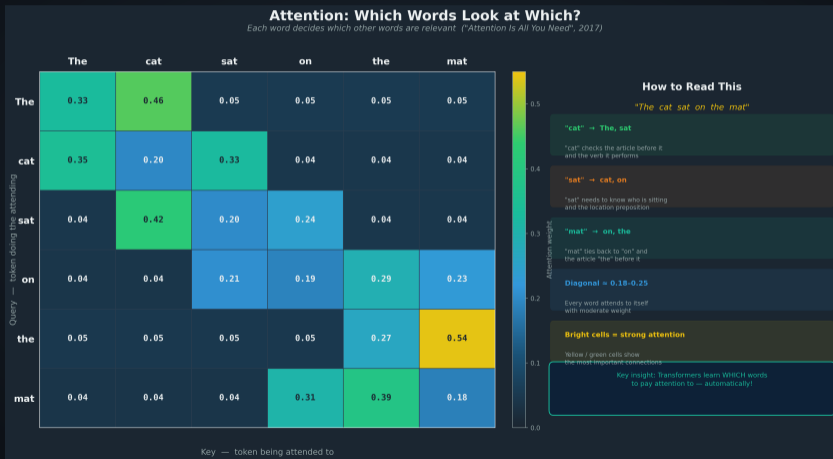 Attention: Which Words Look at Which?
Each word decides which other words are relevant ("Attention Is All You Need", 2017)
The cat sat on the mat
The 0.33 0.46 0.05 0.05 0.05 0.05
cat 0.35 0.20 0.33 0.04 0.04 0.04
sat 0.04 0.42 0.20 0.24 0.04 0.04
on 0.04 0.04 0.21 0.19 0.29 0.23
the 0.05 0.05 0.05 0.05 0.27 0.54
mat 0.04 0.04 0.04 0.31 0.39 0.18
Query — token doing the attending
Key — token being attended to
0.5
0.4
0.3
0.2
0.1
0.0
Attention weight
How to Read This
"The cat sat on the mat"
"cat" → The, sat
"cat" checks the article before it
and the verb it performs
"sat" → cat, on
"sat" needs to know who is sitting
and the location preposition
"mat" → on, the
"mat" ties back to "on" and
the article "the" before it
Diagonal = 0.18-0.25
Every word attends to itself
with moderate weight
Bright cells = strong attention
Yellow / green cells show
the most important connections
Key insight: Transformers learn WHICH words
to pay attention to — automatically!